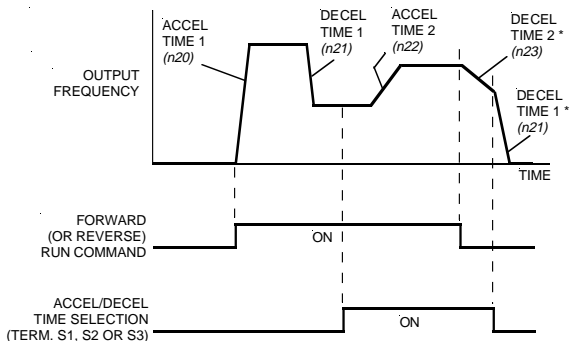 ACCEL
TIME 1
(n20)
DECEL
TIME 1
(n21)
ACCEL
TIME 2
(n22)
DECEL
TIME 2 *
(n23)
OUTPUT
FREQUENCY
DECEL
TIME 1 *
(n21)
TIME
FORWARD
(OR REVERSE)
RUN COMMAND
ON
ACCEL/DECEL
TIME SELECTION
(TERM. S1, S2 OR S3)
ON